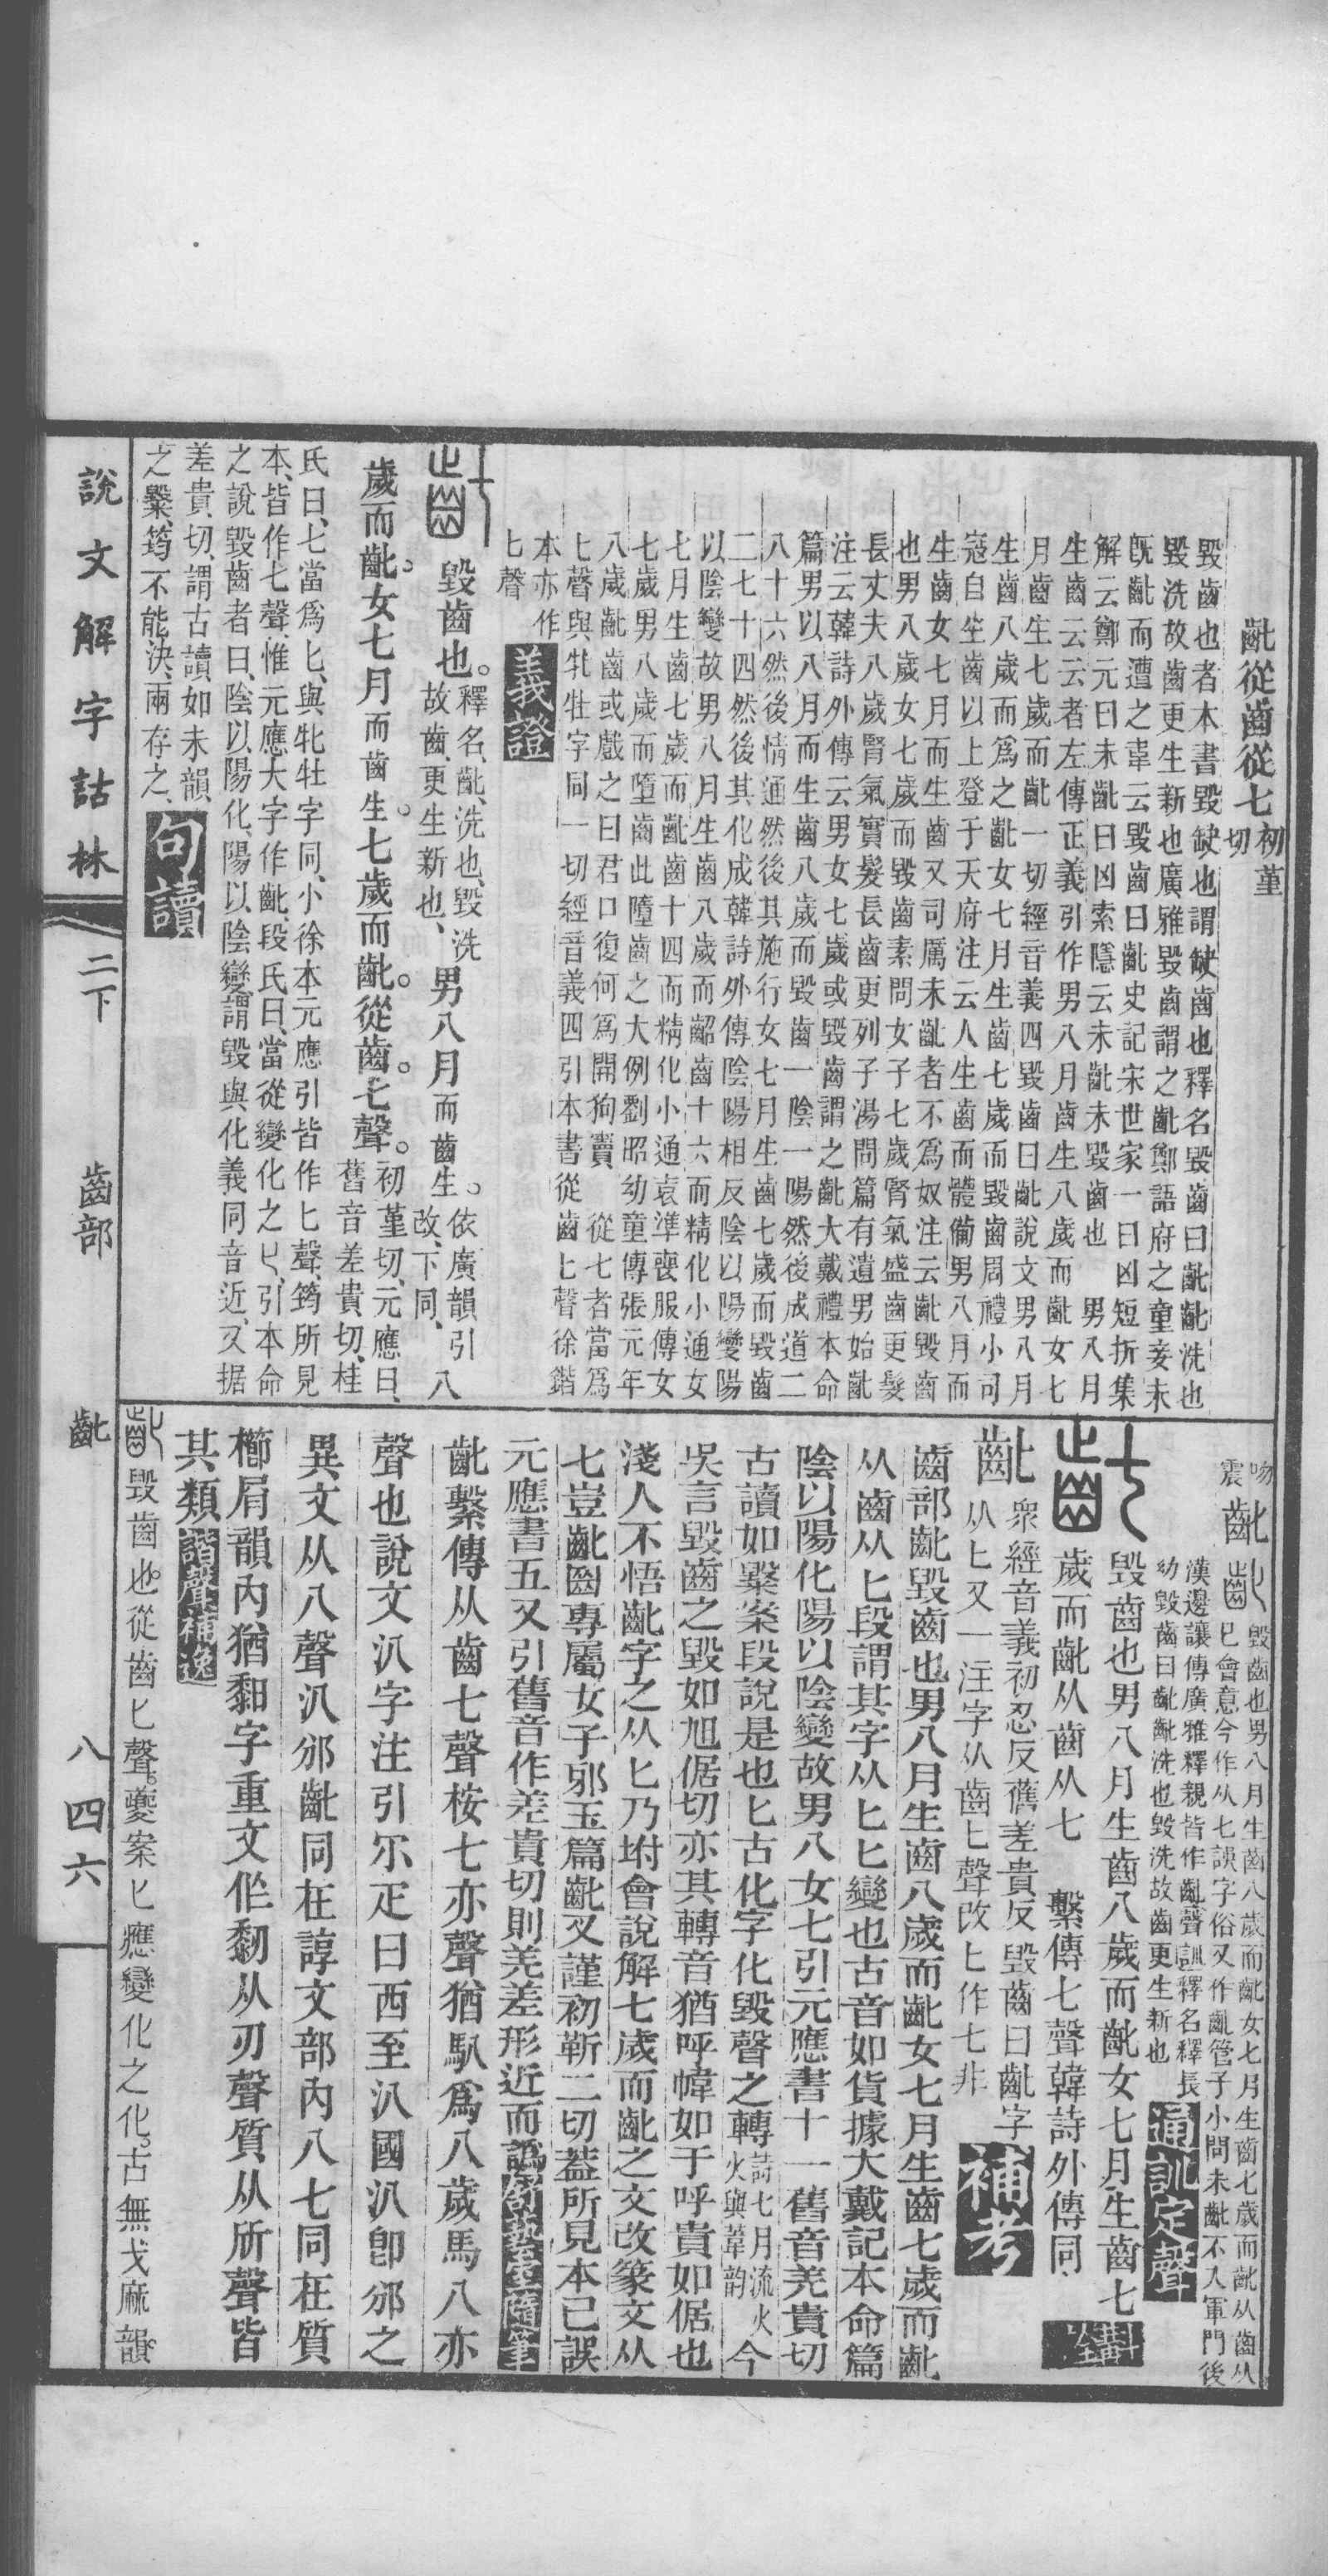 齔從齒從七初堇切
毀齒也者本書毀缺也謂缺齒也釋名毀齒曰齔齔洗也
毀洗故齒更生新也廣雅毀齒謂之齔鄭語府之童妾未
旣齔而遭之韋云毀齒曰齔史記宋世家一曰凶短折集
解云鄭元曰未齔曰凶索隱云未齔未毀齒也　男八月
生齒云云者左傳正義引作男八月齒生八歲而齔女七
月齒生七歲而齔一切經音義四毀齒曰齔說文男八月
生齒八歲而爲之齔女七月生齒七歲而毀齒周禮小司
寇自生齒以上登于天府注云人生齒而體備男八月而
生齒女七月而生齒又司厲未齔者不爲奴注云齔毀齒
也男八歲女七歲而毀齒素問女子七歲腎氣盛齒更髮
長丈夫八歲腎氣實髮長齒更列子湯問篇有遺男始齔
注云韓詩外傳云男女七歲或毀齒謂之齔大戴禮本命
篇男以八月而生齒八歲而毀齒一陰一陽然後成道二
八十六然後情通然後其施行女七月生齒七歲而毀齒
二七十四然後其化成韓詩外傳陰陽相反陰以陽變陽
以陰變故男八月生齒八歲而齠齒十六而精化小通女
七月生齒七歲而齔齒十四而精化小通袁準喪服傳女
七歲男八歲而墮齒此墮齒之大例劉昭幼童傳張元年
八歲齔齒或戲之曰君口復何爲開狗竇　從七者當爲
七聲與牝牡字同一切經音義四引本書從齒匕聲徐鍇
本亦作
匕聲
義證
毀齒也。釋名、齔、洗也、毀洗故齒、更生新也、男八月而齒生。依廣韻引改、下同、八
歲而齔。女七月而齒生。七歲而齔。從齒。七聲。初堇切、元應曰、舊音差貴切、桂
氏曰、七當爲匕、與牝牡字同、小徐本元應引皆作匕聲、筠所見
本、皆作七聲、惟元應大字作齔、段氏曰、當從變化之匕、引本命
之說毀齒者曰、陰以陽化、陽以陰變、謂毀與化義同音近、又据
差貴切、謂古讀如未韻
之槩、筠不能決、兩存之、
句讀
說文解字詁林
二下
齒部
齔
八四六
吻
震
齔
毀齒也男八月生齒八歲而齔女七月生齒七歲而齔从齒从
匕會意今作从七誤字俗又作齓管子小問未齔不入軍門後
漢邊讓傳廣雅釋親皆作齓聲訓釋名釋長
幼毀齒曰齔齔洗也毀洗故齒更生新也
通訓定聲
毀齒也男八月生齒八歲而齔女七月生齒七
歲而齔从齒从七　繫傳七聲韓詩外傳同
斠詮
齔衆經音義初忍反舊差貴反毀齒曰齔字
从匕又一注字从齒匕聲改匕作七非
補考
齒部齔毀齒也男八月生齒八歲而齔女七月生齒七歲而齔
从齒从匕段謂其字从匕匕變也古音如貨據大戴記本命篇
陰以陽化陽以陰變故男八女七引元應書十一舊音羌貴切
古讀如槩案段說是也匕古化字化毀聲之轉詩七月流火火與葦韵今
吳言毀齒之毀如旭倨切亦其轉音猶呼幃如于呼貴如倨也
淺人不悟齔字之从匕乃坿會說解七歲而齔之文改篆文从
七豈齔齒專屬女子邪玉篇齔叉謹初靳二切蓋所見本已誤
元應書五又引舊音作差貴切則羌差形近而譌
齔繫傳从齒七聲桉七亦聲猶馭爲八歲馬八亦
聲也說文汃字注引尒疋曰西至汃國汃卽邠之
異文从八聲汃邠齔同在諄文部內八七同在質
櫛屑韻內猶䵒字重文作䵑从刃聲質从所聲皆
其類
諧聲補逸
毀齒也。從齒匕聲。夔案匕應變化之化。古無戈麻韻。